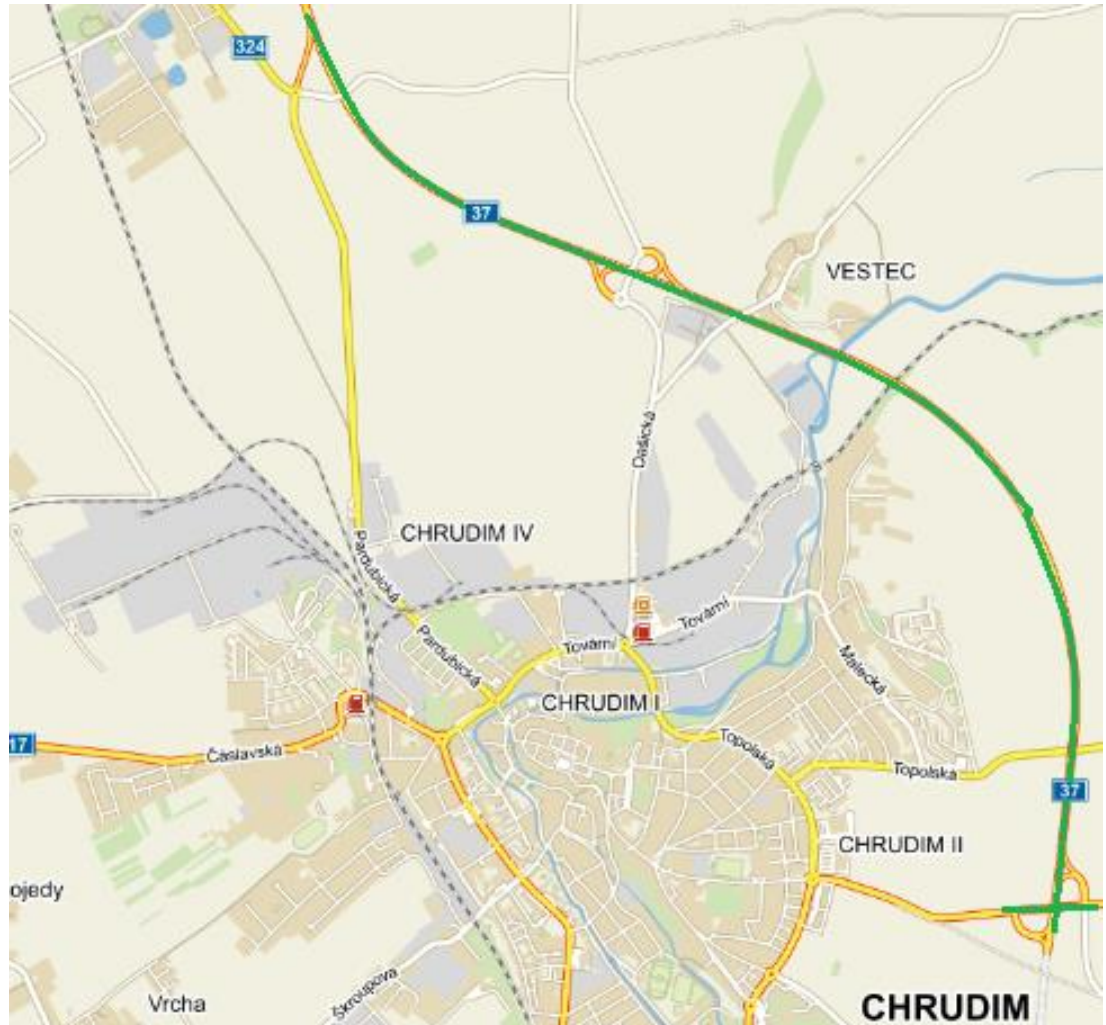 324
37
VESTEC
Dašická
CHRUDIM IV
Pardubická
Tovární
Pardubická
Tovární
Malecká
CHRUDIM I
17
Čáslavská
Topolská
Topolská
37
CHRUDIM II
ojedy
Škroupova
Vrcha
CHRUDIM